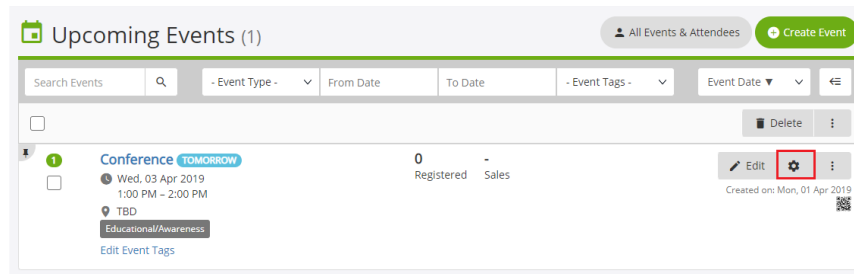 Upcoming Events (1)
All Events & Attendees
Create Event
Search Events
- Event Type -
From Date
To Date
- Event Tags -
Event Date ▼
Delete
1
Conference TOMORROW
0
-
Edit
Wed, 03 Apr 2019
Registered
Sales
1:00 PM – 2:00 PM
Created on: Mon, 01 Apr 2019
TBD
Educational/Awareness
Edit Event Tags